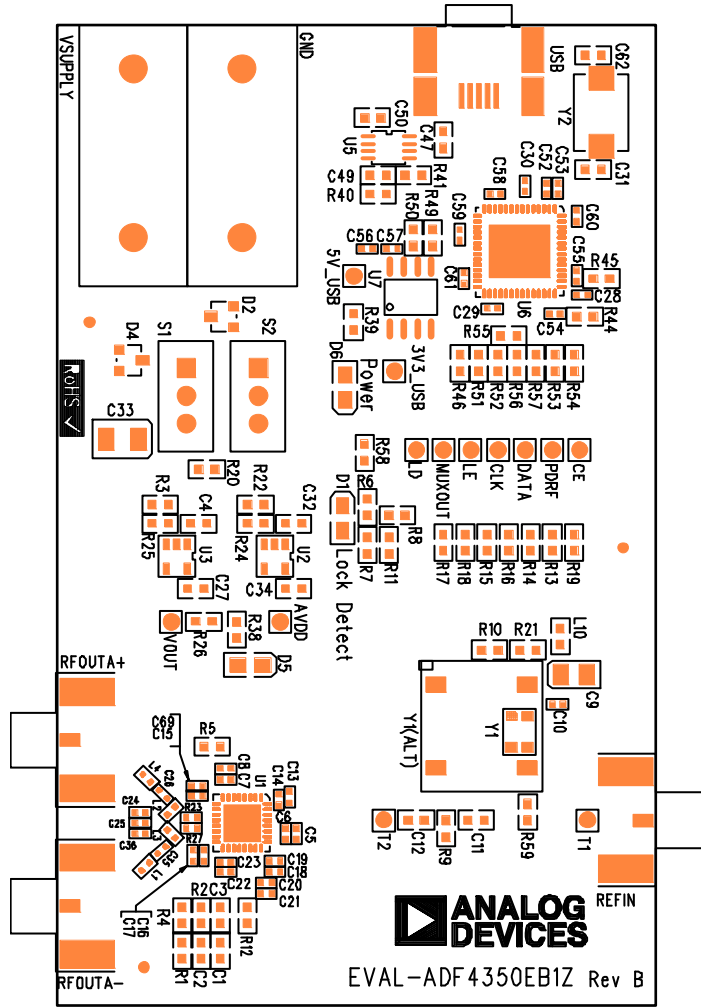 VSUPPLY
GND
USB
C62
Y2
C31
C50
U5
C47
R41
C49
R40
C58
C30
C52
C53
C60
C59
R50
R49
C56
C57
5V_USB
U7
C61
C55
R45
C28
C29
U6
C54
R44
R39
D6
Power
3V3_USB
R55
R46
R51
R52
R56
R57
R53
R54
D2
D4
S1
S2
RoHS
C33
R20
R58
LD
MUXOUT
LE
CLK
DATA
PDRF
CE
R3
C4
R22
C32
R25
U3
R24
U2
D1
R6
R8
R7
R11
Lock Detect
R17
R18
R15
R16
R14
R13
R19
C27
C34
VOUT
R26
R38
AVDD
D5
RFOUTA+
R10
R21
L10
C9
C10
Y1(ALT)
Y1
C69
C15
R5
C8
C7
U1
C14
C13
L4
C26
C24
C25
C36
L2
L3
R23
R27
C35
L1
C6
C5
C23
C22
C19
C18
C20
C21
C17
C16
R4
R2
C3
R12
R1
C2
C1
RFOUTA-
T2
C12
R9
C11
R59
T1
REFIN
ANALOG
DEVICES
EVAL-ADF4350EB1Z Rev B